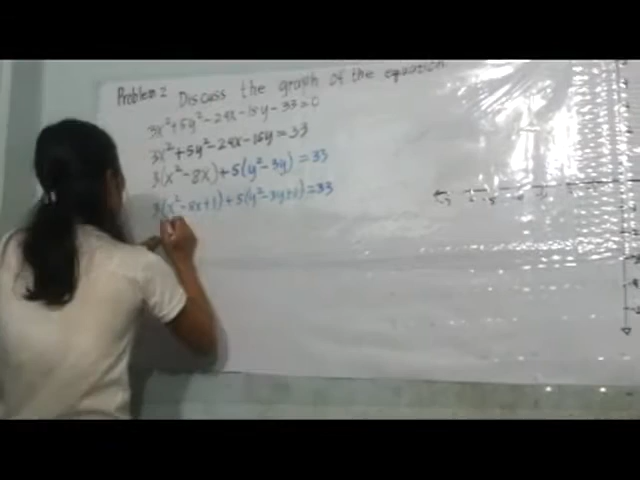 Problem 2 Discuss the graph of the equation
3x²+5y²-24x-15y-33=0
3x²+5y²-24x-15y=33
3(x²-8x)+5(y²-3y)=33